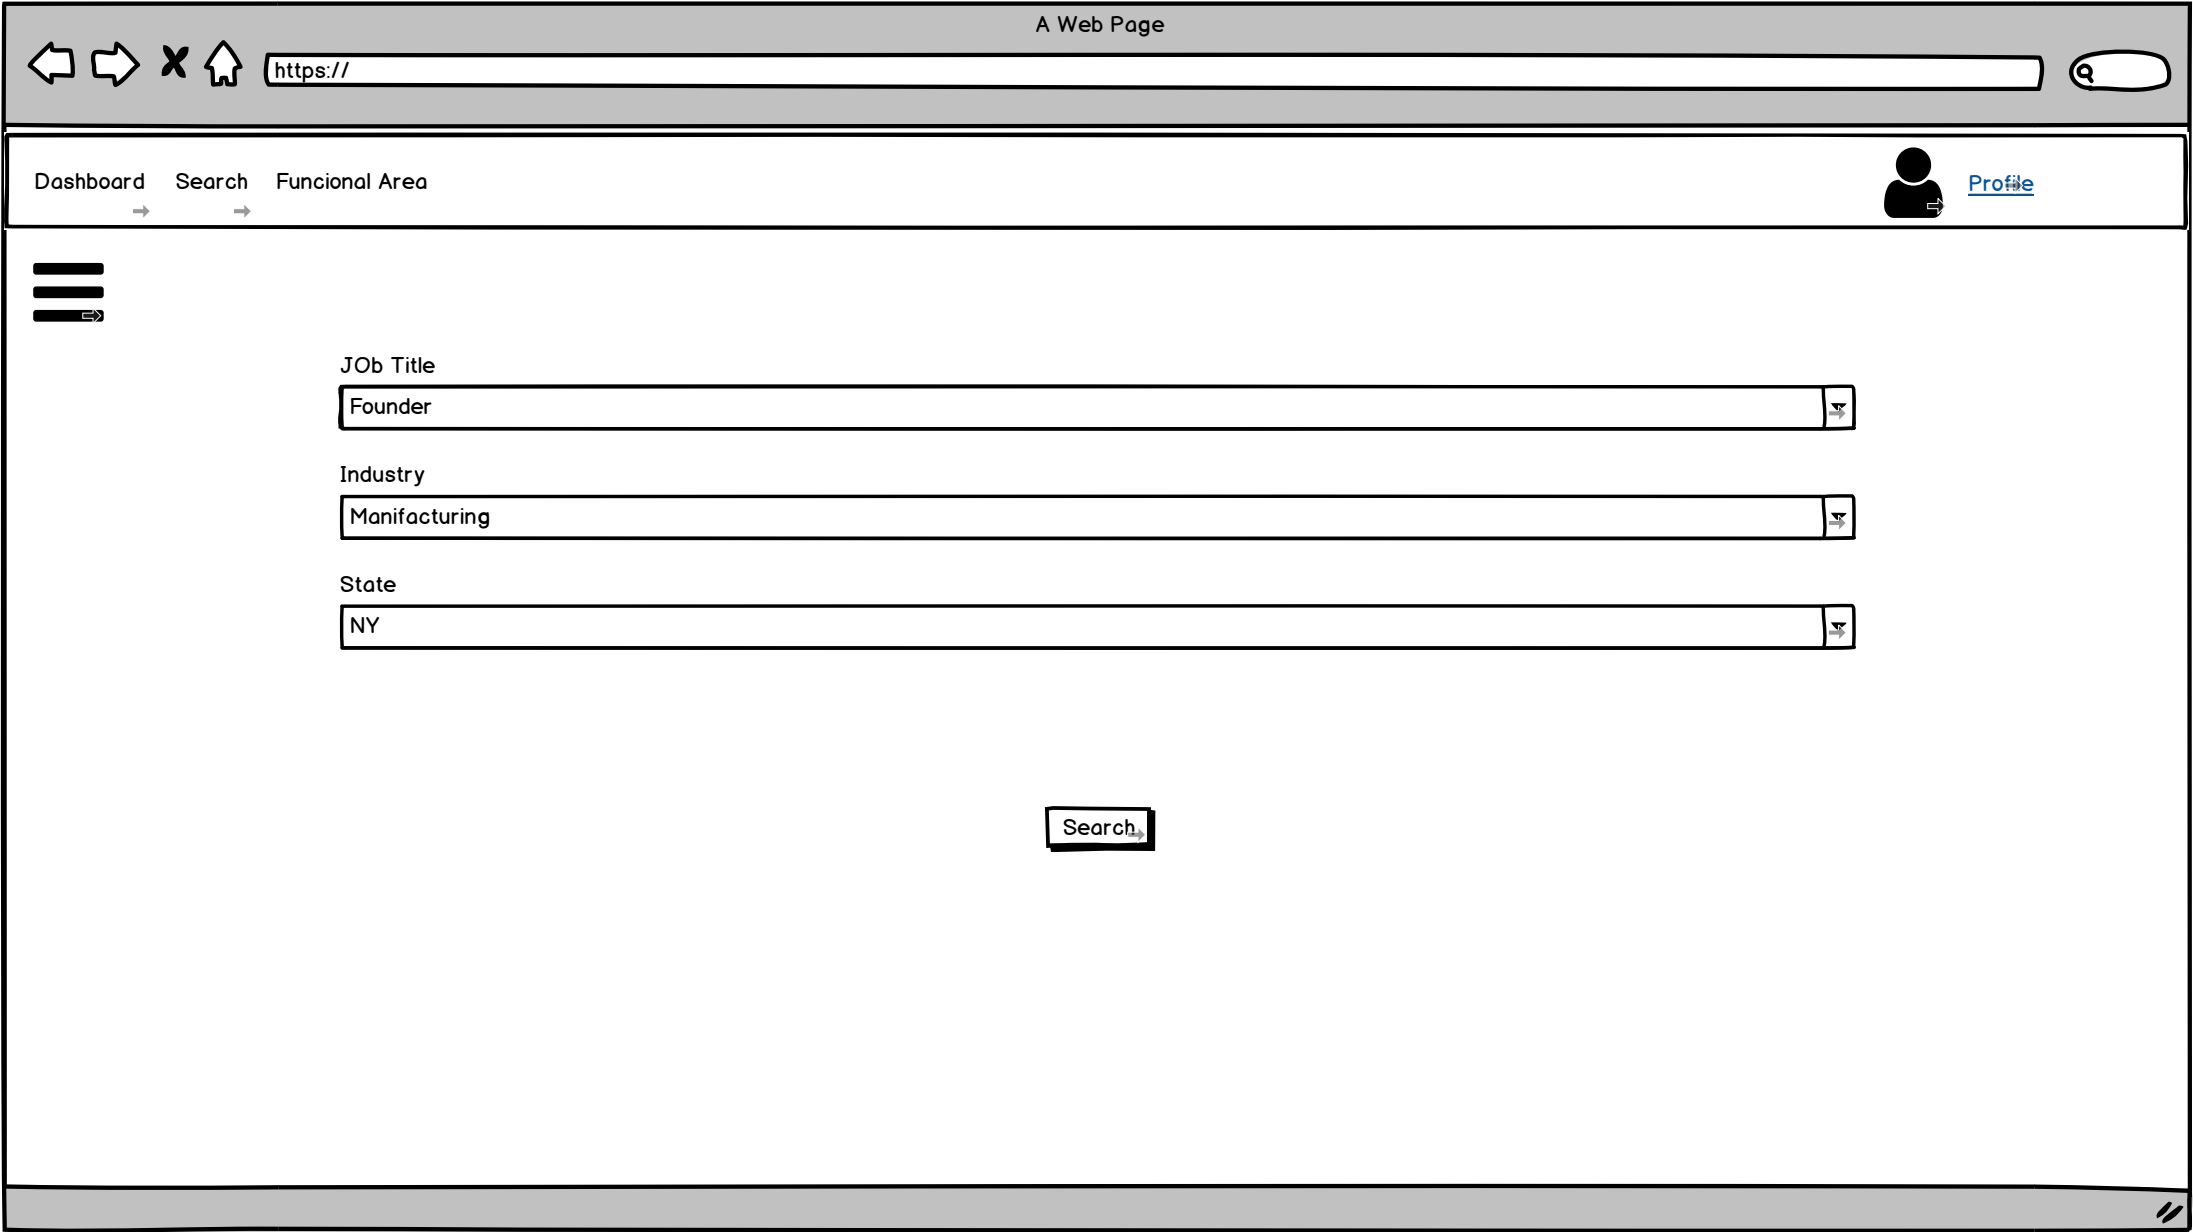 A Web Page
https://
Dashboard Search Funcional Area Profile
JOb Title
Founder
Industry
Manifacturing
State
NY
Search